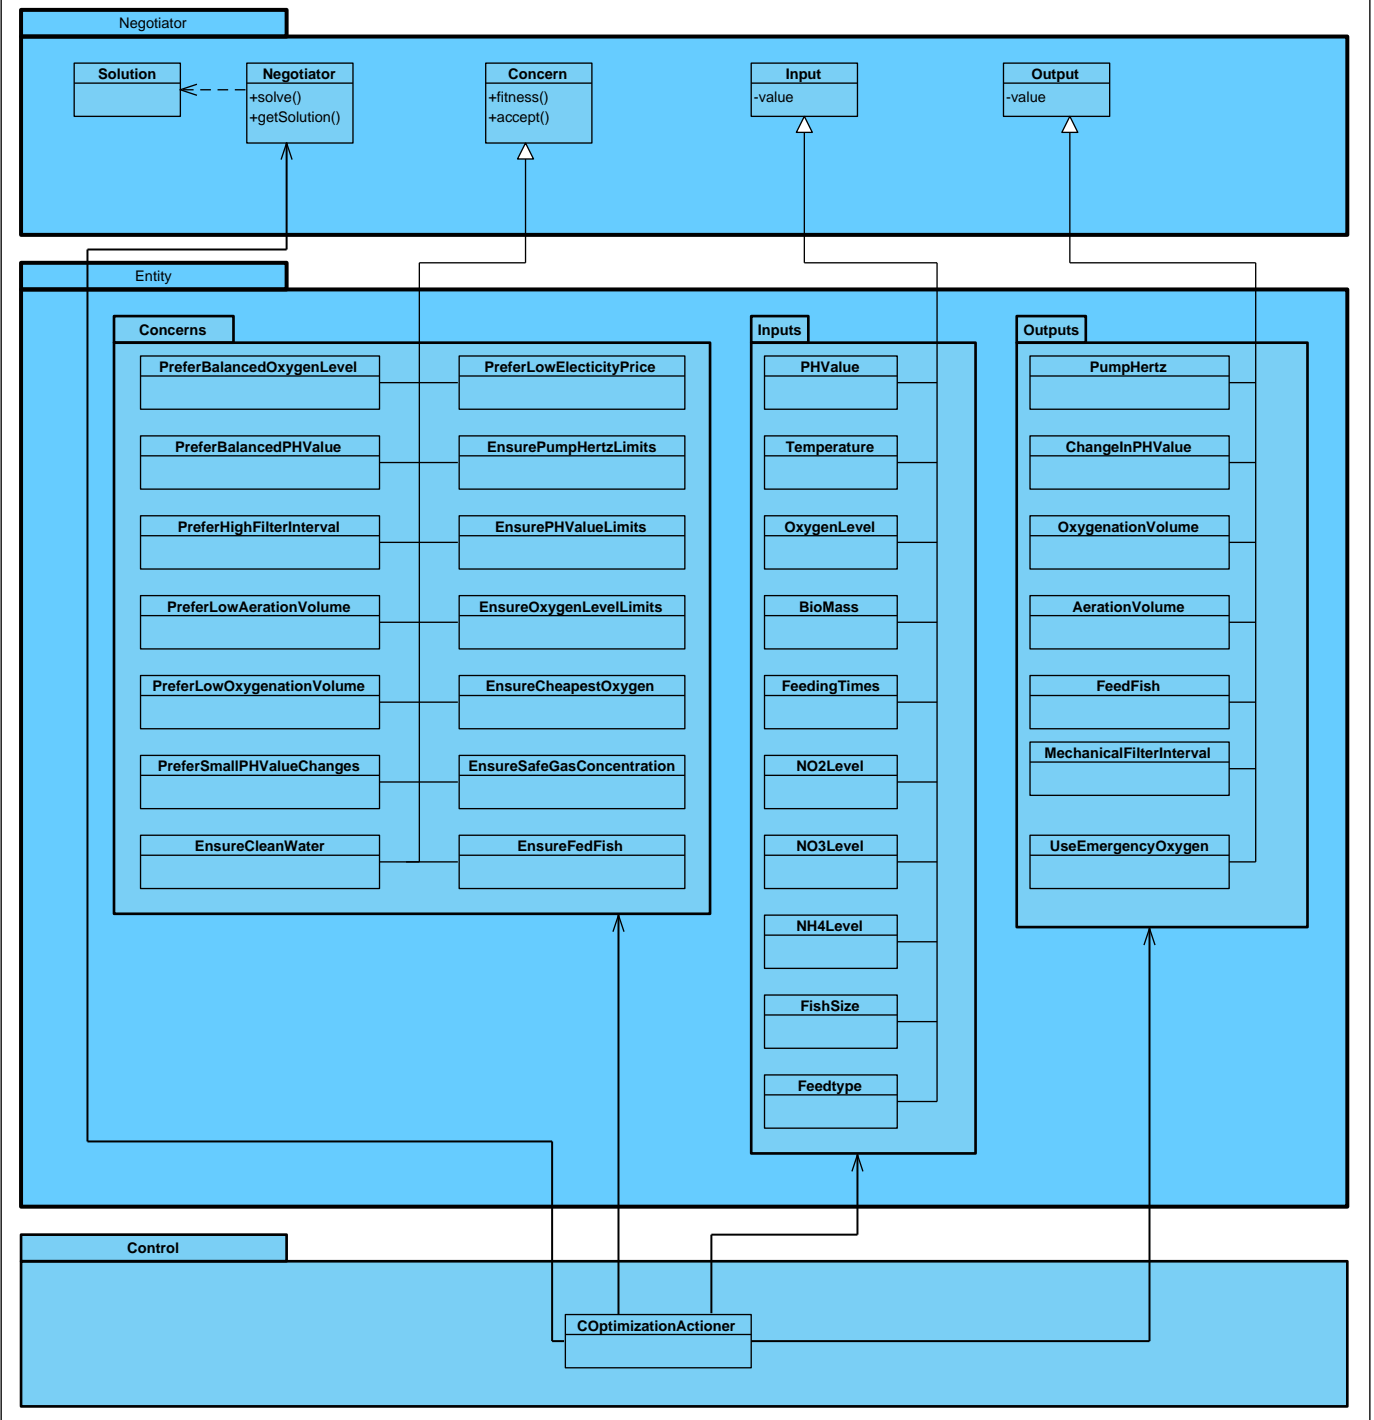 Negotiator
Solution
Negotiator
+solve()
+getSolution()
Concern
+fitness()
+accept()
Input
-value
Output
-value
Entity
Concerns
PreferBalancedOxygenLevel
PreferLowElecticityPrice
PreferBalancedPHValue
EnsurePumpHertzLimits
PreferHighFilterInterval
EnsurePHValueLimits
PreferLowAerationVolume
EnsureOxygenLevelLimits
PreferLowOxygenationVolume
EnsureCheapestOxygen
PreferSmallPHValueChanges
EnsureSafeGasConcentration
EnsureCleanWater
EnsureFedFish
Inputs
PHValue
Temperature
OxygenLevel
BioMass
FeedingTimes
NO2Level
NO3Level
NH4Level
FishSize
Feedtype
Outputs
PumpHertz
ChangeInPHValue
OxygenationVolume
AerationVolume
FeedFish
MechanicalFilterInterval
UseEmergencyOxygen
Control
COptimizationActioner